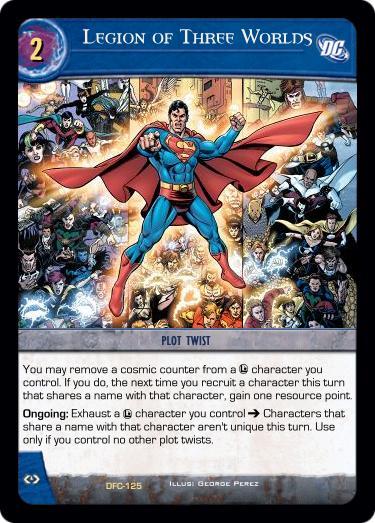 2
LEGION OF THREE WORLDS
DC
PLOT TWIST
You may remove a cosmic counter from a L character you
control. If you do, the next time you recruit a character this turn
that shares a name with that character, gain one resource point.
Ongoing: Exhaust a L character you control ➔ Characters that
share a name with that character aren't unique this turn. Use
only if you control no other plot twists.
DFC-125
ILLUS: GEORGE PEREZ